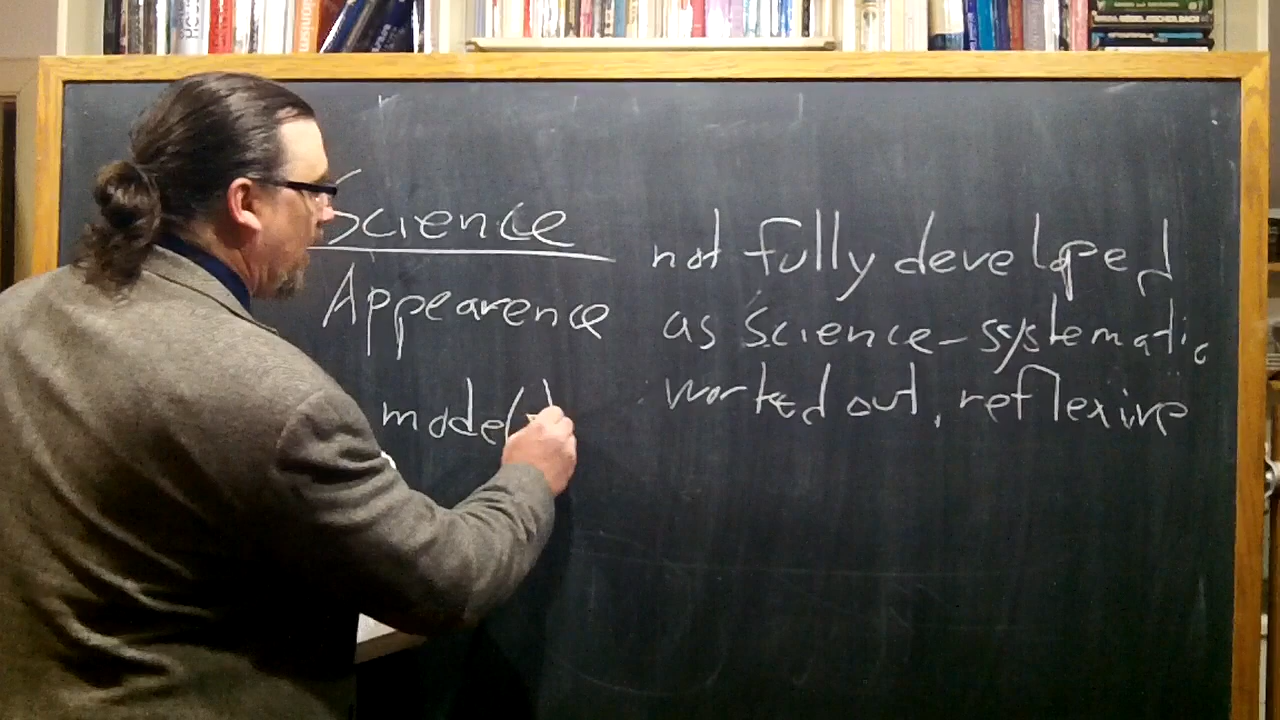 Science
Appearence
model
not fully developed
as science - systematic
worked out, reflexive